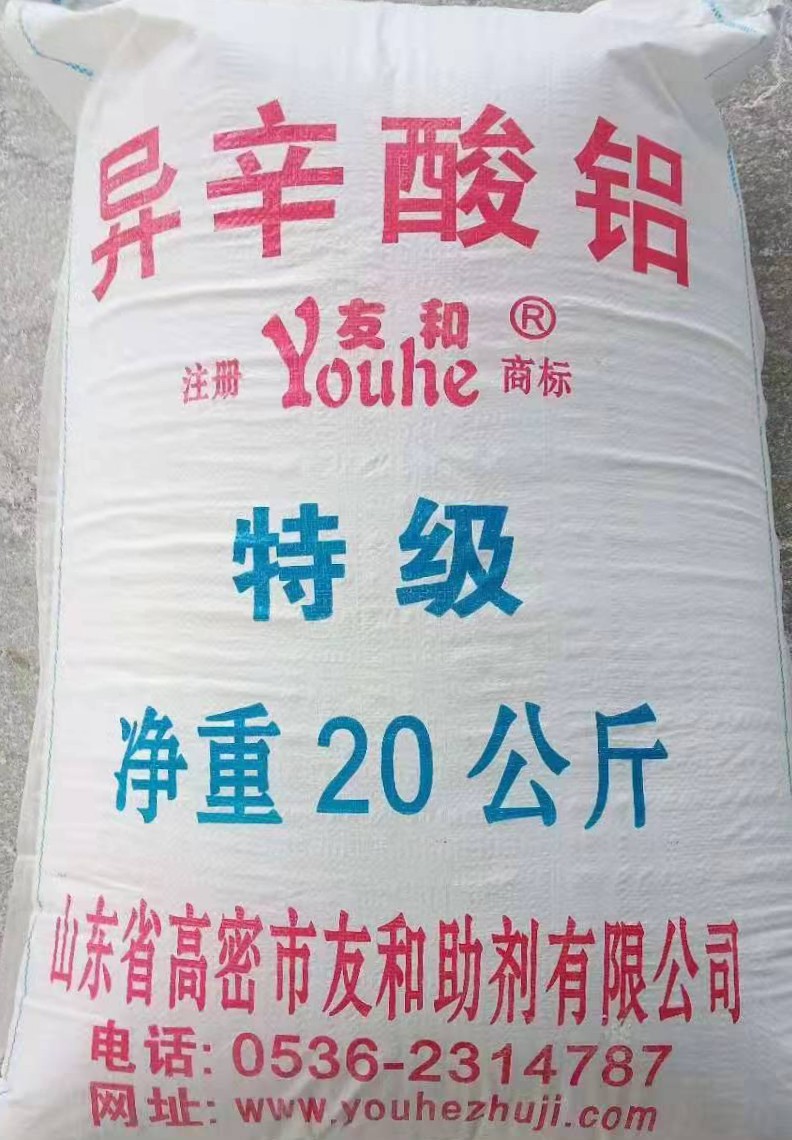 异辛酸铝
友和®
注册 Youhe 商标
特级
净重20公斤
山东省高密市友和助剂有限公司
电话: 0536-2314787
网址: www.youhezhuji.com